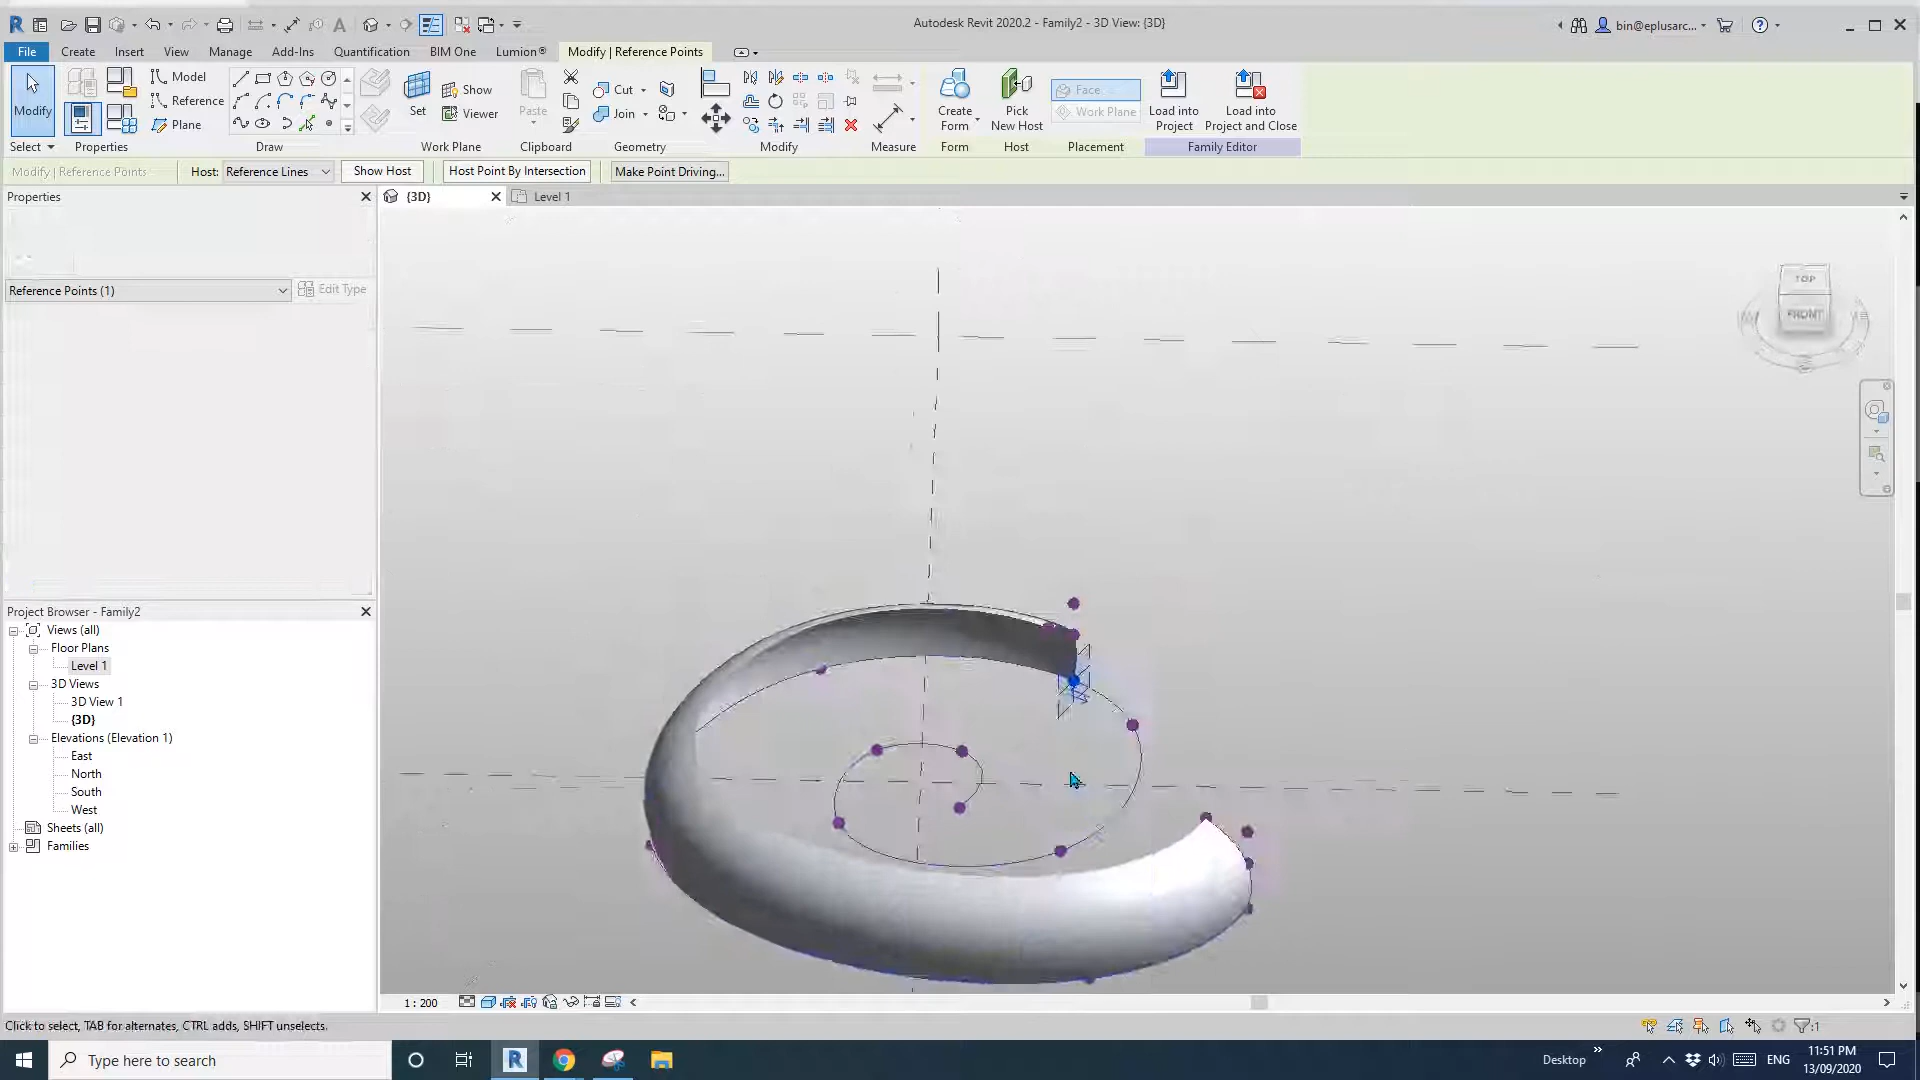 Autodesk Revit 2020.2 - Family2 - 3D View: {3D}
bin@eplusarc...
File Create Insert View Manage Add-Ins Quantification BIM One Lumion® Modify | Reference Points
Modify
Model
Reference
Plane
Set
Show
Viewer
Paste
Cut
Join
Create Form
Pick New Host
Face
Work Plane
Load into Project
Load into Project and Close
Select Properties Draw Work Plane Clipboard Geometry Modify Measure Form Host Placement Family Editor
Modify | Reference Points Host: Reference Lines Show Host Host Point By Intersection Make Point Driving...
Properties
{3D} Level 1
Reference Points (1) Edit Type
TOP
FRONT
Project Browser - Family2
Views (all)
Floor Plans
Level 1
3D Views
3D View 1
{3D}
Elevations (Elevation 1)
East
North
South
West
Sheets (all)
Families
1 : 200
Click to select, TAB for alternates, CTRL adds, SHIFT unselects.
:1
Type here to search
Desktop
ENG
11:51 PM
13/09/2020